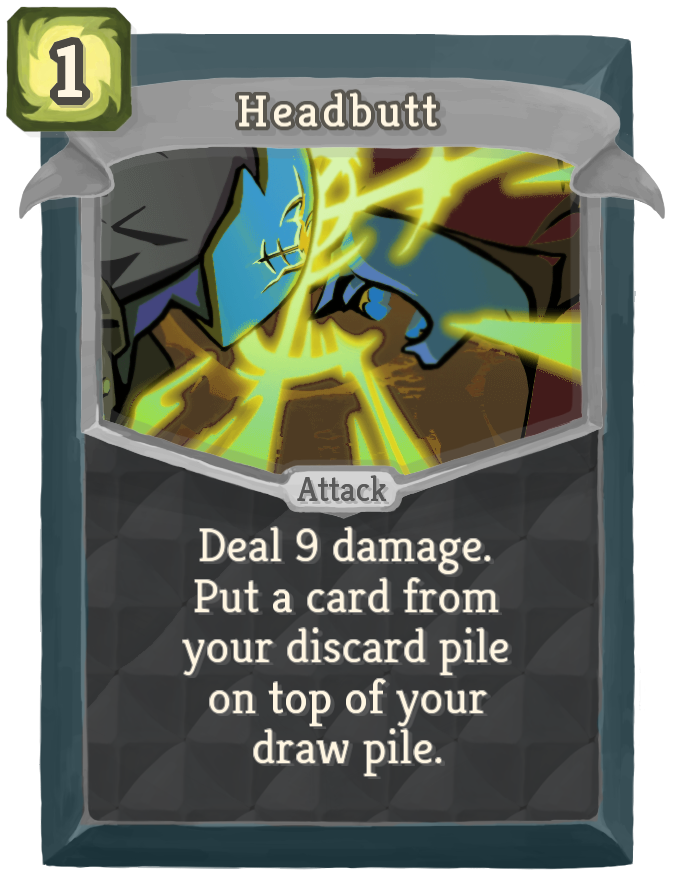 1
Headbutt
Attack
Deal 9 damage.
Put a card from
your discard pile
on top of your
draw pile.